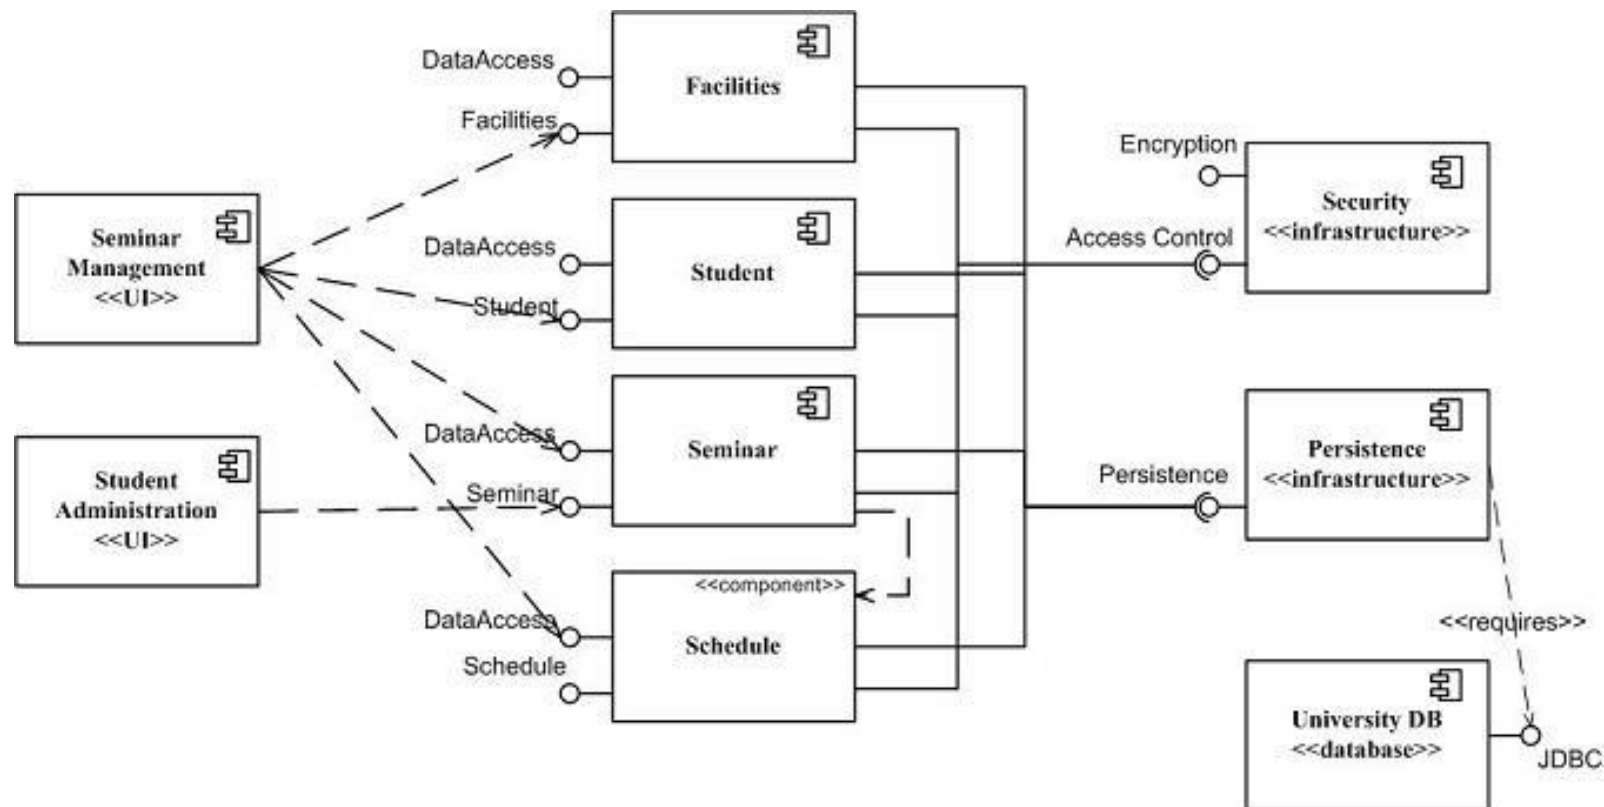 DataAccess
Facilities
Facilities
Encryption
Security
<<infrastructure>>
Access Control
Seminar
Management
<<UI>>
DataAccess
Student
Student
DataAccess
Seminar
Seminar
Persistence
<<infrastructure>>
Persistence
Student
Administration
<<UI>>
<<component>>
DataAccess
Schedule
Schedule
<<requires>>
University DB
<<database>>
JDBC